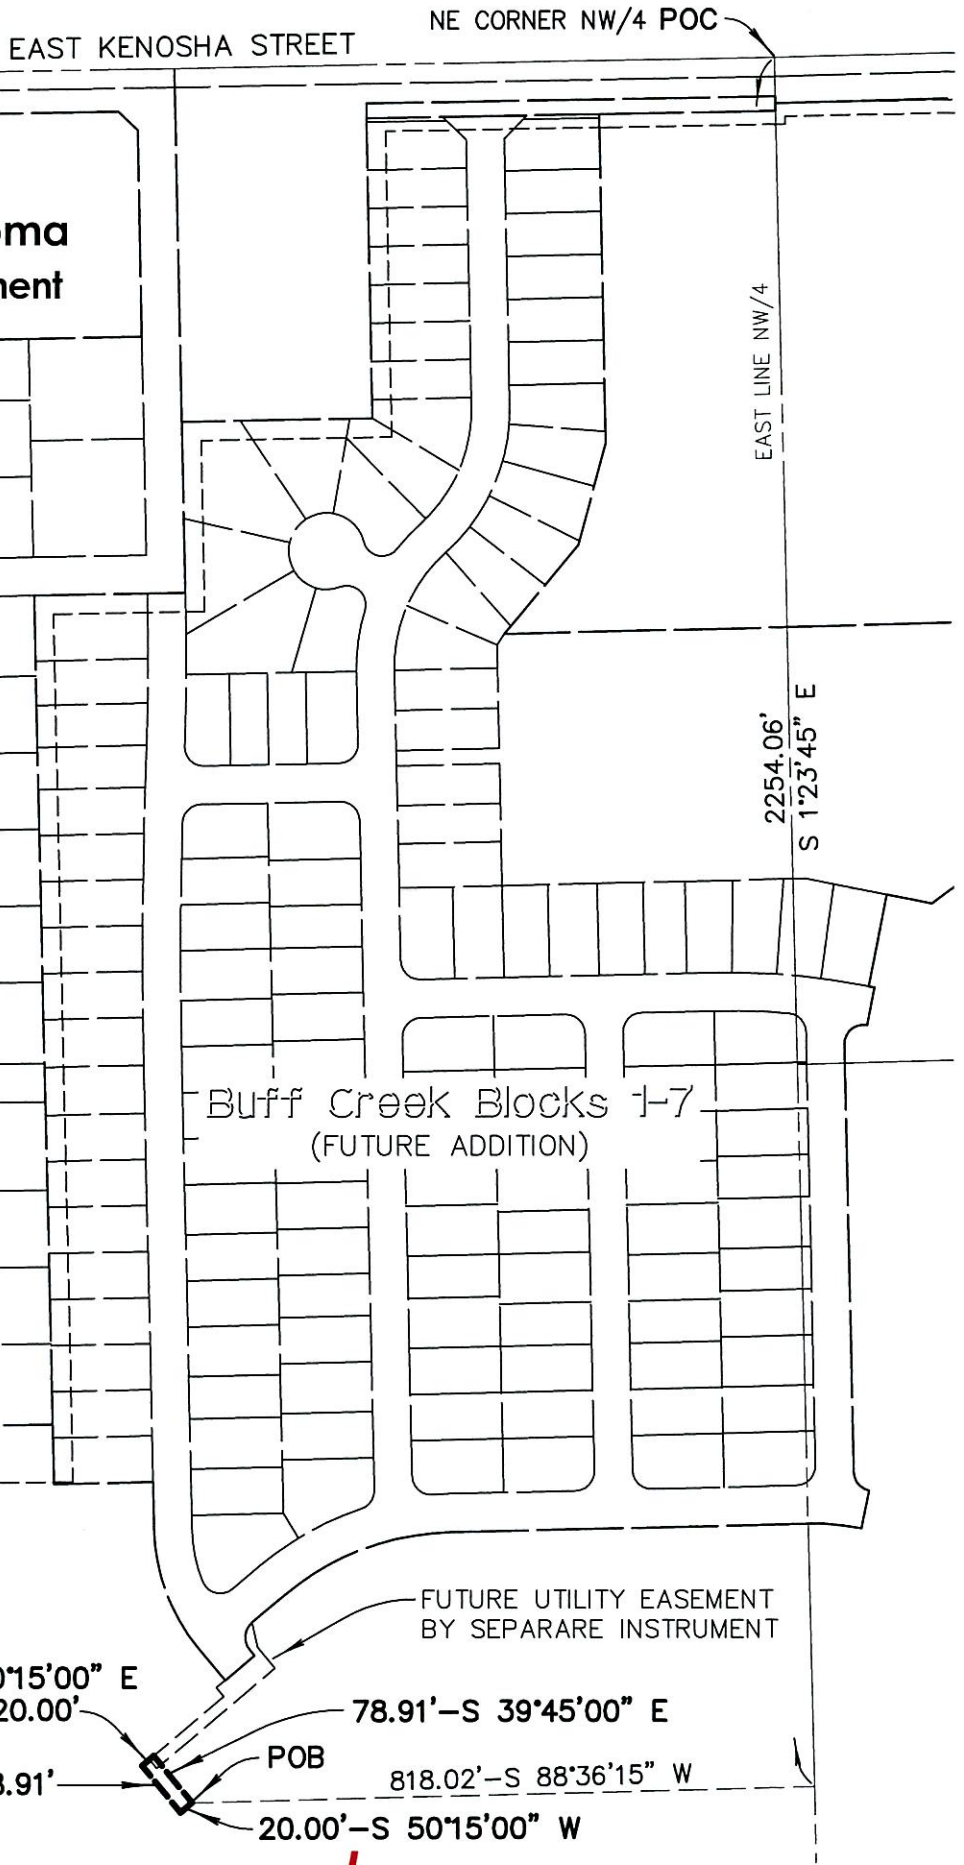 NE CORNER NW/4 POC
EAST KENOSHA STREET
EAST LINE NW/4
2254.06'
S 1°23'45" E
Buff Creek Blocks 1-7
(FUTURE ADDITION)
FUTURE UTILITY EASEMENT
BY SEPARARE INSTRUMENT
15'00" E
20.00'
78.91'-S 39°45'00" E
POB
.91'
818.02'-S 88°36'15" W
20.00'-S 50°15'00" W